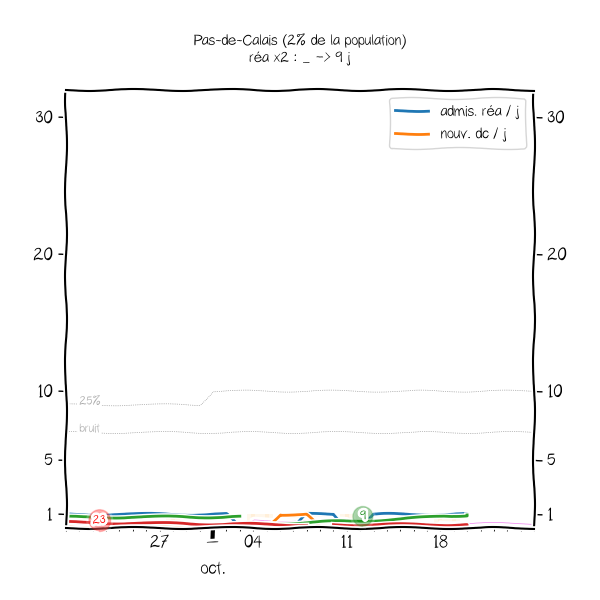 Pas-de-Calais (2% de la population)
réa x2 : _ -> 9 j
admis. réa / j
nouv. dc / j
30
30
20
20
10
10
25%
bruit
5
5
1
1
23
9
27
04
11
18
oct.